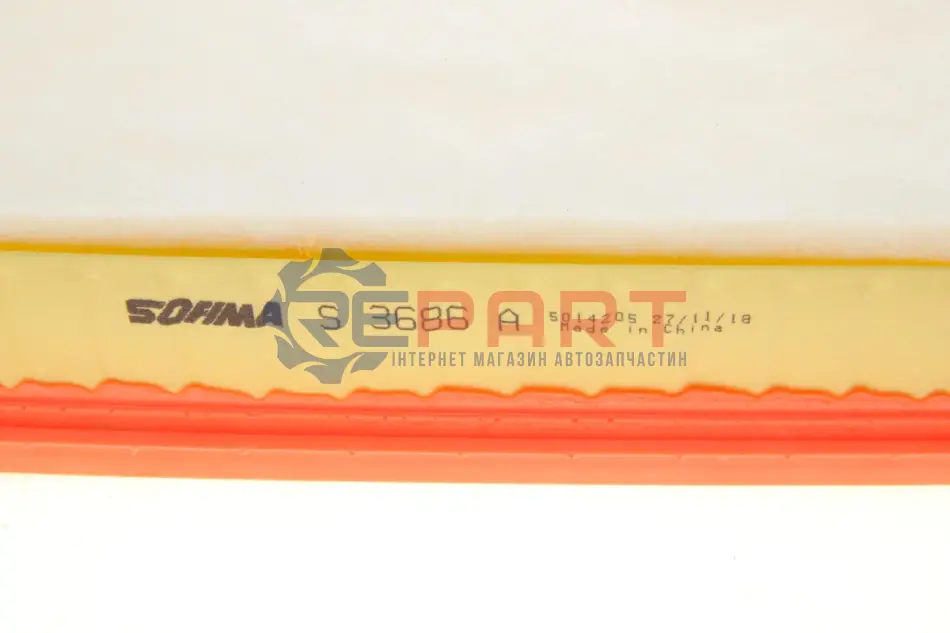 SOFIMA S 3686 A 5014205 27/11/18
Made in China
REPART
ІНТЕРНЕТ МАГАЗИН АВТОЗАПЧАСТИН